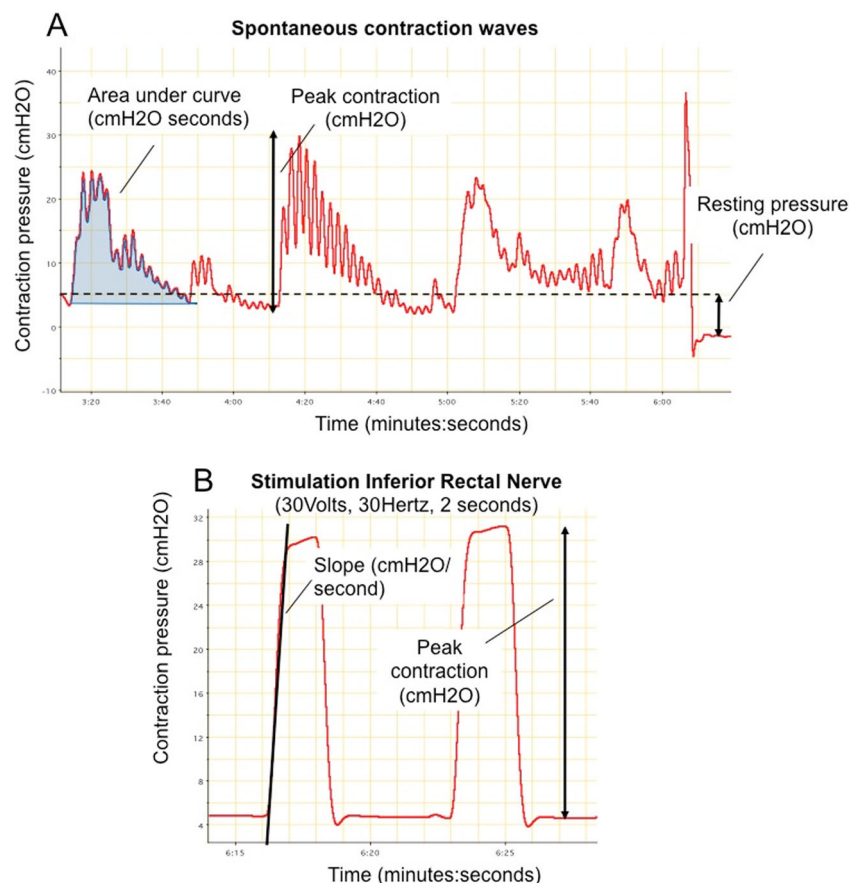 A
Spontaneous contraction waves
Contraction pressure (cmH2O)
40
30
20
10
0
-10
Area under curve
(cmH2O seconds)
Peak contraction
(cmH2O)
Resting pressure
(cmH2O)
3:20
3:40
4:00
4:20
4:40
5:00
5:20
5:40
6:00
Time (minutes:seconds)
B
Stimulation Inferior Rectal Nerve
(30Volts, 30Hertz, 2 seconds)
Contraction pressure (cmH2O)
32
28
24
20
16
12
8
4
Slope (cmH2O/
second)
Peak
contraction
(cmH2O)
6:15
6:20
6:25
Time (minutes:seconds)